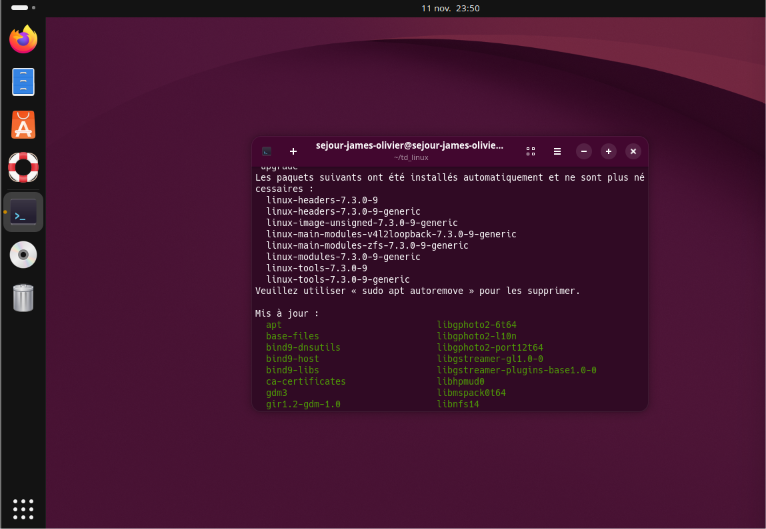 11 nov. 23:50
sejour-james-olivier@sejour-james-olivie...
~/td_linux
upgrade
Les paquets suivants ont été installés automatiquement et ne sont plus né
cessaires :
linux-headers-7.3.0-9
linux-headers-7.3.0-9-generic
linux-image-unsigned-7.3.0-9-generic
linux-main-modules-v4l2loopback-7.3.0-9-generic
linux-main-modules-zfs-7.3.0-9-generic
linux-modules-7.3.0-9-generic
linux-tools-7.3.0-9
linux-tools-7.3.0-9-generic
Veuillez utiliser « sudo apt autoremove » pour les supprimer.
Mis à jour :
apt libgphoto2-6t64
base-files libgphoto2-l10n
bind9-dnsutils libgphoto2-port12t64
bind9-host libgstreamer-gl1.0-0
bind9-libs libgstreamer-plugins-base1.0-0
ca-certificates libhpmud0
gdm3 libmspack0t64
gir1.2-gdm-1.0 libnfs14